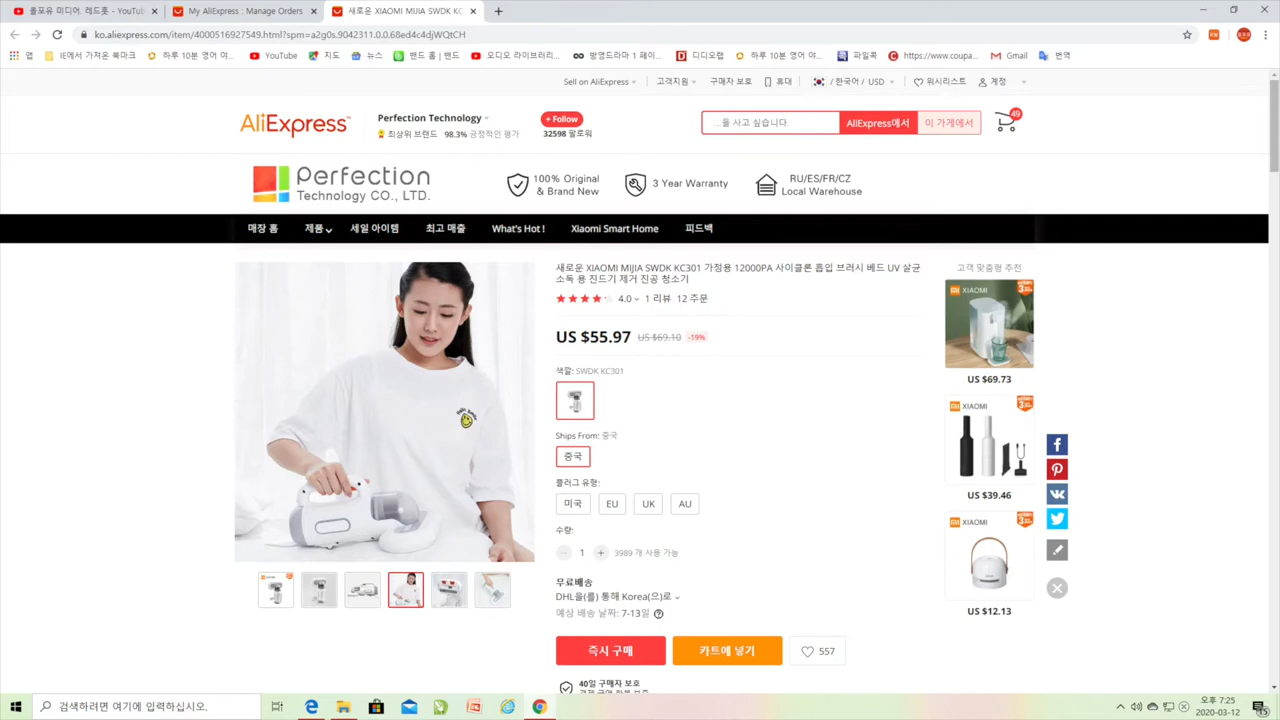 올포유 미디어. 래드롯 - YouTub
My AliExpress : Manage Orders
새로운 XIAOMI MIJIA SWDK KC
ko.aliexpress.com/item/4000516927549.html?spm=a2g0s.9042311.0.0.68ed4c4djWQtCH
앱
IE에서 가져온 북마크
하루 10분 영어 야...
YouTube
지도
뉴스
밴드 홈 | 밴드
오디오 라이브러리...
방영드라마 1 페이...
디디오랩
하루 10분 영어 야...
파일콕
https://www.coupa...
Gmail
번역
Sell on AliExpress
고객지원
구매자 보호
휴대
/ 한국어 / USD
위시리스트
계정
AliExpress
Perfection Technology
최상위 브랜드 98.3% 긍정적인 평가
+ Follow
32598 팔로워
...을 사고 싶습니다.
AliExpress에서
이 가게에서
49
Perfection
Technology CO., LTD.
100% Original
& Brand New
3 Year Warranty
RU/ES/FR/CZ
Local Warehouse
매장 홈
제품
세일 아이템
최고 매출
What's Hot !
Xiaomi Smart Home
피드백
새로운 XIAOMI MIJIA SWDK KC301 가정용 12000PA 사이클론 흡입 브러시 베드 UV 살균
소독 용 진드기 제거 진공 청소기
4.0 1 리뷰 12 주문
US $55.97 US $69.10 -19%
색깔: SWDK KC301
Ships From: 중국
중국
플러그 유형:
미국
EU
UK
AU
수량:
− 1 + 3989 개 사용 가능
무료배송
DHL을(를) 통해 Korea(으)로
예상 배송 날짜: 7-13일
즉시 구매
카트에 넣기
557
40일 구매자 보호
고객 맞춤형 추천
XIAOMI
US $69.73
XIAOMI
US $39.46
XIAOMI
US $12.13
검색하려면 여기에 입력하십시오.
오후 7:25
2020-03-12
15